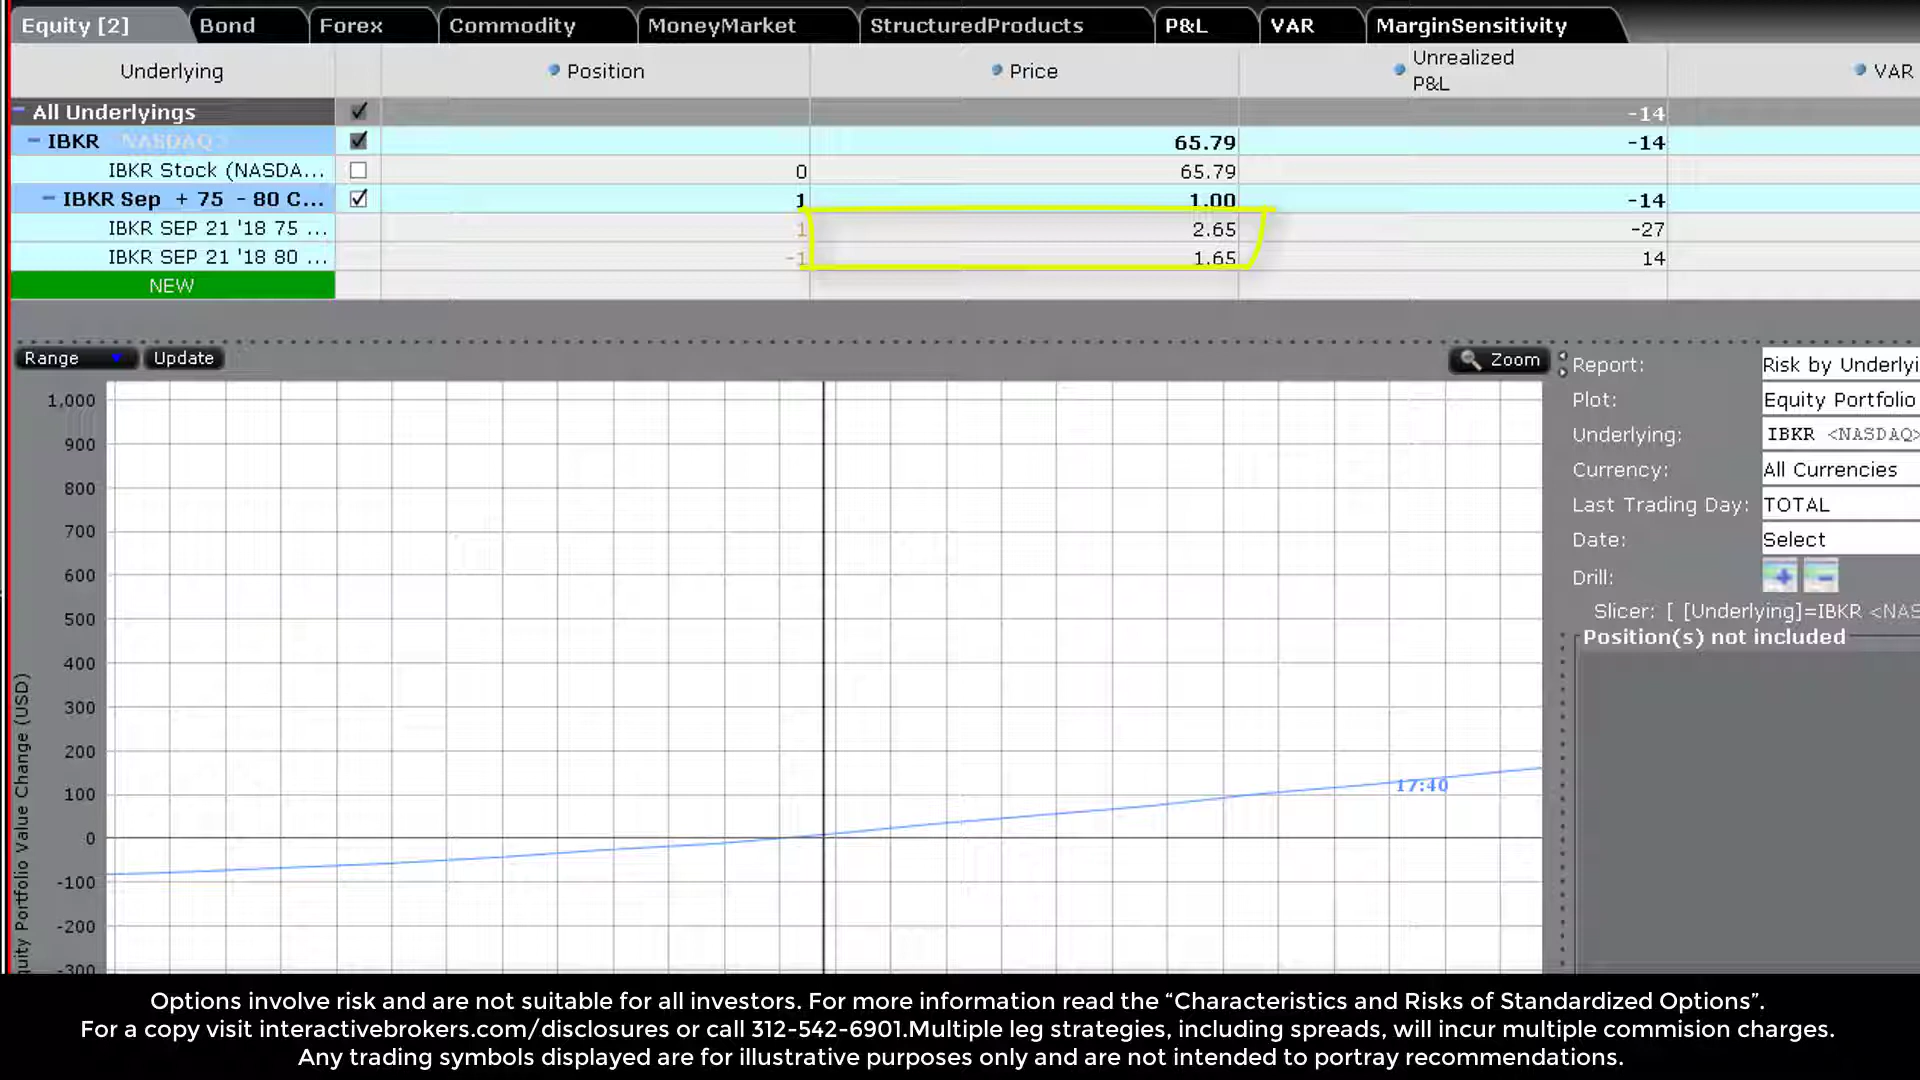 Equity [2] Bond Forex Commodity MoneyMarket StructuredProducts P&L VAR MarginSensitivity
Underlying Position Price Unrealized P&L VAR
All Underlyings -14
IBKR <NASDAQ> 65.79 -14
IBKR Stock (NASDA... 0 65.79
IBKR Sep + 75 - 80 C... 1 1.00 -14
IBKR SEP 21 '18 75 ... 1 2.65 -27
IBKR SEP 21 '18 80 ... -1 1.65 14
NEW
Range Update Zoom
Report: Risk by Underlyi
Plot: Equity Portfolio
Underlying: IBKR <NASDAQ>
Currency: All Currencies
Last Trading Day: TOTAL
Date: Select
Drill:
Slicer: [ [Underlying]=IBKR <NAS
Position(s) not included
1,000
900
800
700
600
500
400
300
200
100
0
-100
-200
-300
quity Portfolio Value Change (USD)
17:40
Options involve risk and are not suitable for all investors. For more information read the “Characteristics and Risks of Standardized Options”.
For a copy visit interactivebrokers.com/disclosures or call 312-542-6901.Multiple leg strategies, including spreads, will incur multiple commision charges.
Any trading symbols displayed are for illustrative purposes only and are not intended to portray recommendations.